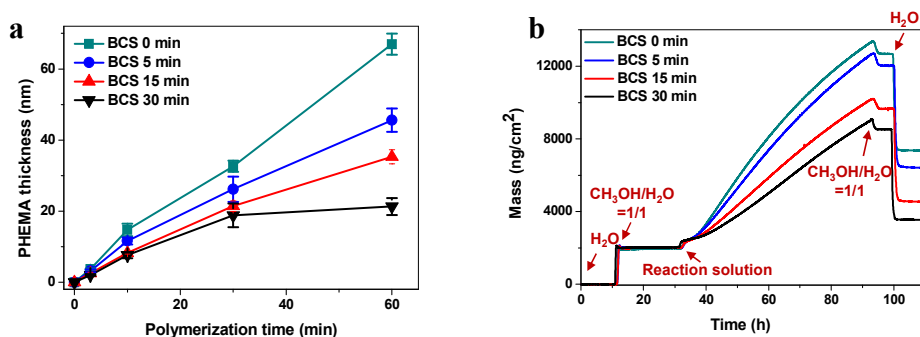 a
BCS 0 min
BCS 5 min
BCS 15 min
BCS 30 min
60
40
20
0
PHEMA thickness (nm)
0
20
40
60
Polymerization time (min)
b
BCS 0 min
BCS 5 min
BCS 15 min
BCS 30 min
H₂O
12000
8000
4000
0
Mass (ng/cm²)
CH₃OH/H₂O
=1/1
H₂O
CH₃OH/H₂O
=1/1
Reaction solution
0
20
40
60
80
100
Time (h)